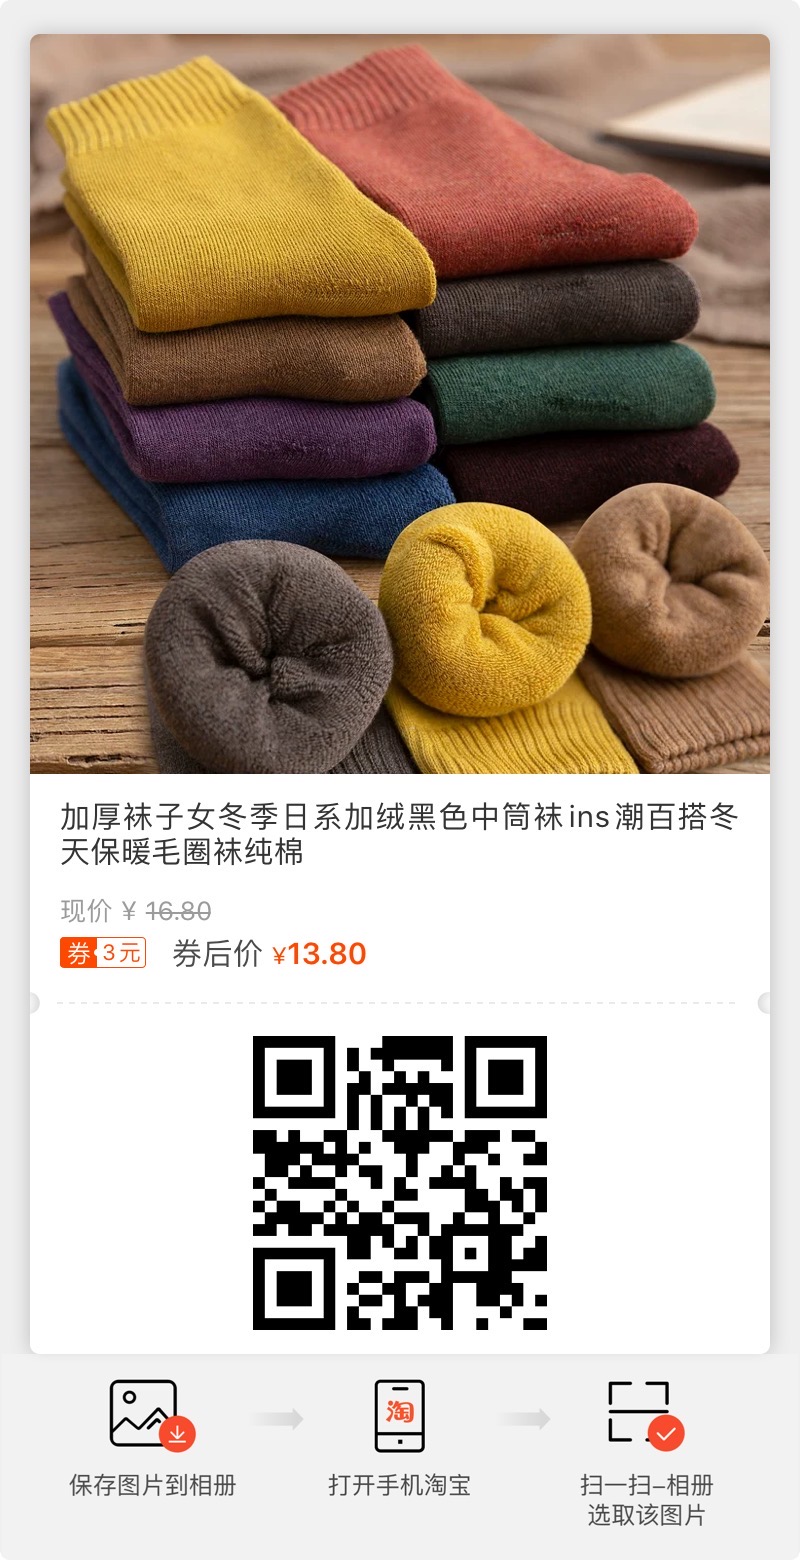 加厚袜子女冬季日系加绒黑色中筒袜ins潮百搭冬
天保暖毛圈袜纯棉
现价 ¥ 16.80
券 3元 券后价 ¥13.80
淘
保存图片到相册
打开手机淘宝
扫一扫-相册
选取该图片